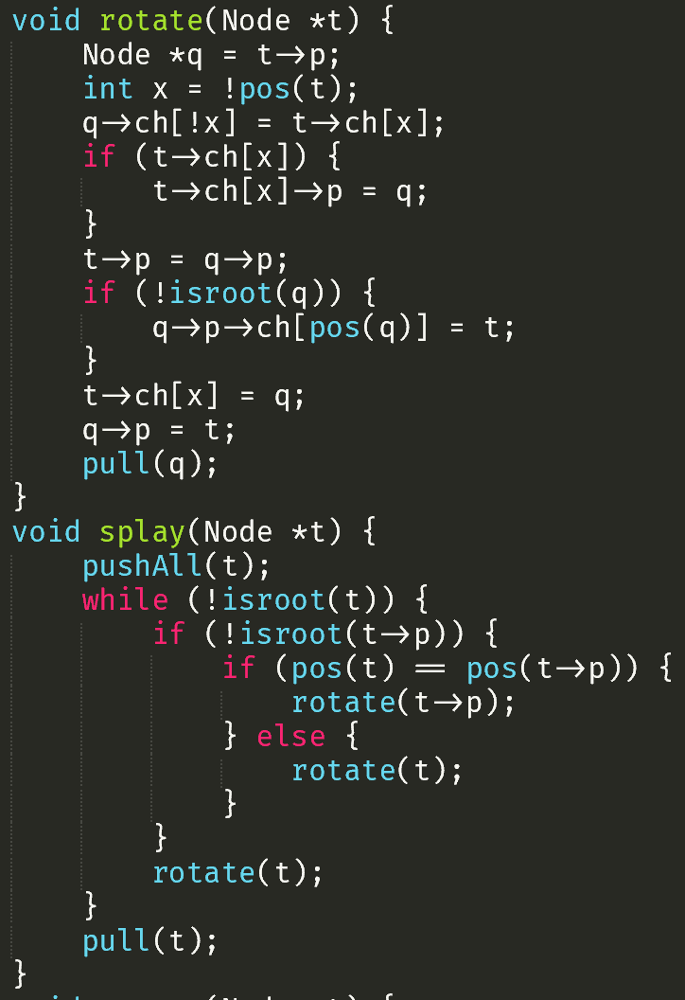 void rotate(Node *t) {
    Node *q = t->p;
    int x = !pos(t);
    q->ch[!x] = t->ch[x];
    if (t->ch[x]) {
        t->ch[x]->p = q;
    }
    t->p = q->p;
    if (!isroot(q)) {
        q->p->ch[pos(q)] = t;
    }
    t->ch[x] = q;
    q->p = t;
    pull(q);
}
void splay(Node *t) {
    pushAll(t);
    while (!isroot(t)) {
        if (!isroot(t->p)) {
            if (pos(t) == pos(t->p)) {
                rotate(t->p);
            } else {
                rotate(t);
            }
        }
        rotate(t);
    }
    pull(t);
}